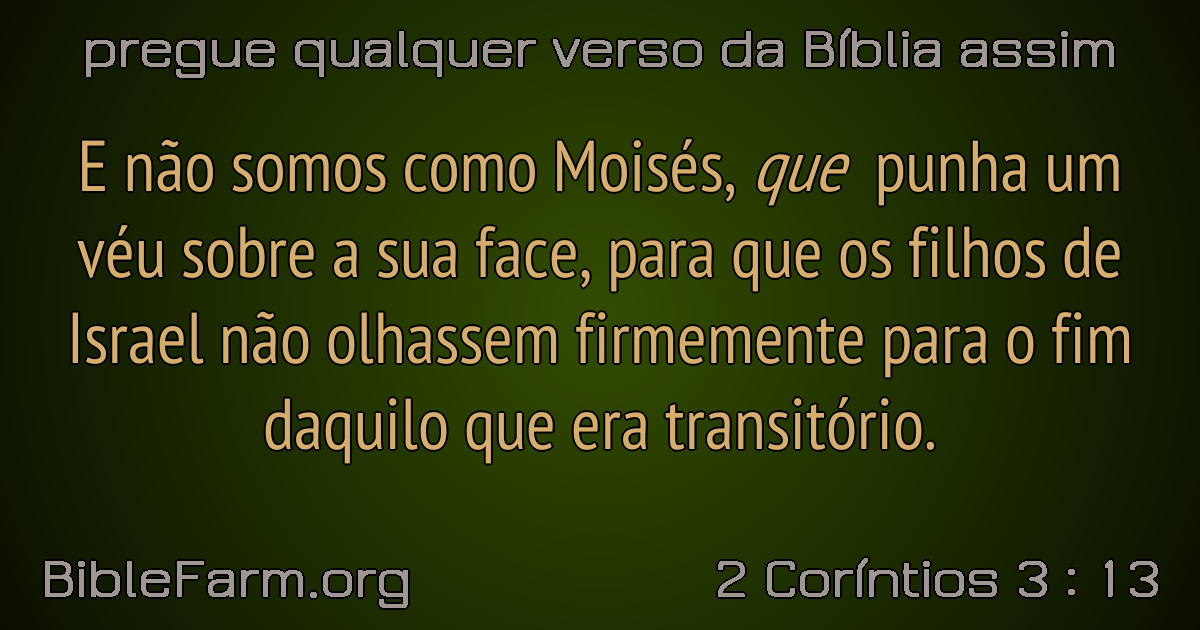 pregue qualquer verso da Bíblia assim
E não somos como Moisés, que punha um
véu sobre a sua face, para que os filhos de
Israel não olhassem firmemente para o fim
daquilo que era transitório.
BibleFarm.org
2 Coríntios 3 : 13